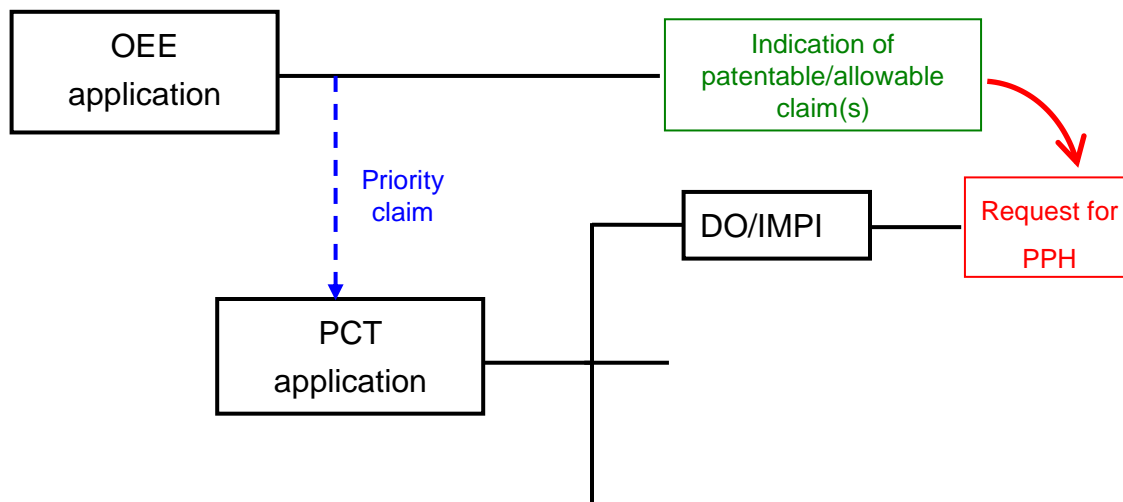 OEE
application
Indication of
patentable/allowable
claim(s)
Priority
claim
DO/IMPI
Request for
PPH
PCT
application